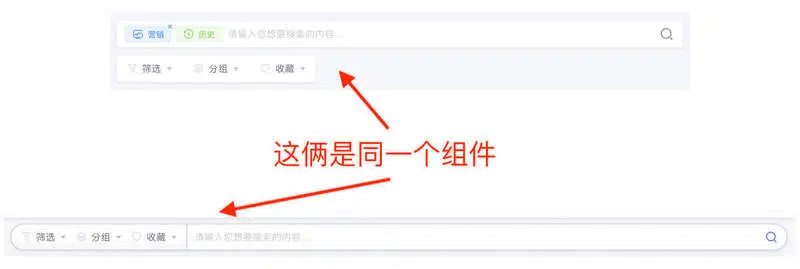 营销 历史 请输入您想要搜索的内容...
筛选 分组 收藏
这俩是同一个组件
筛选 分组 收藏 请输入您想要搜索的内容...